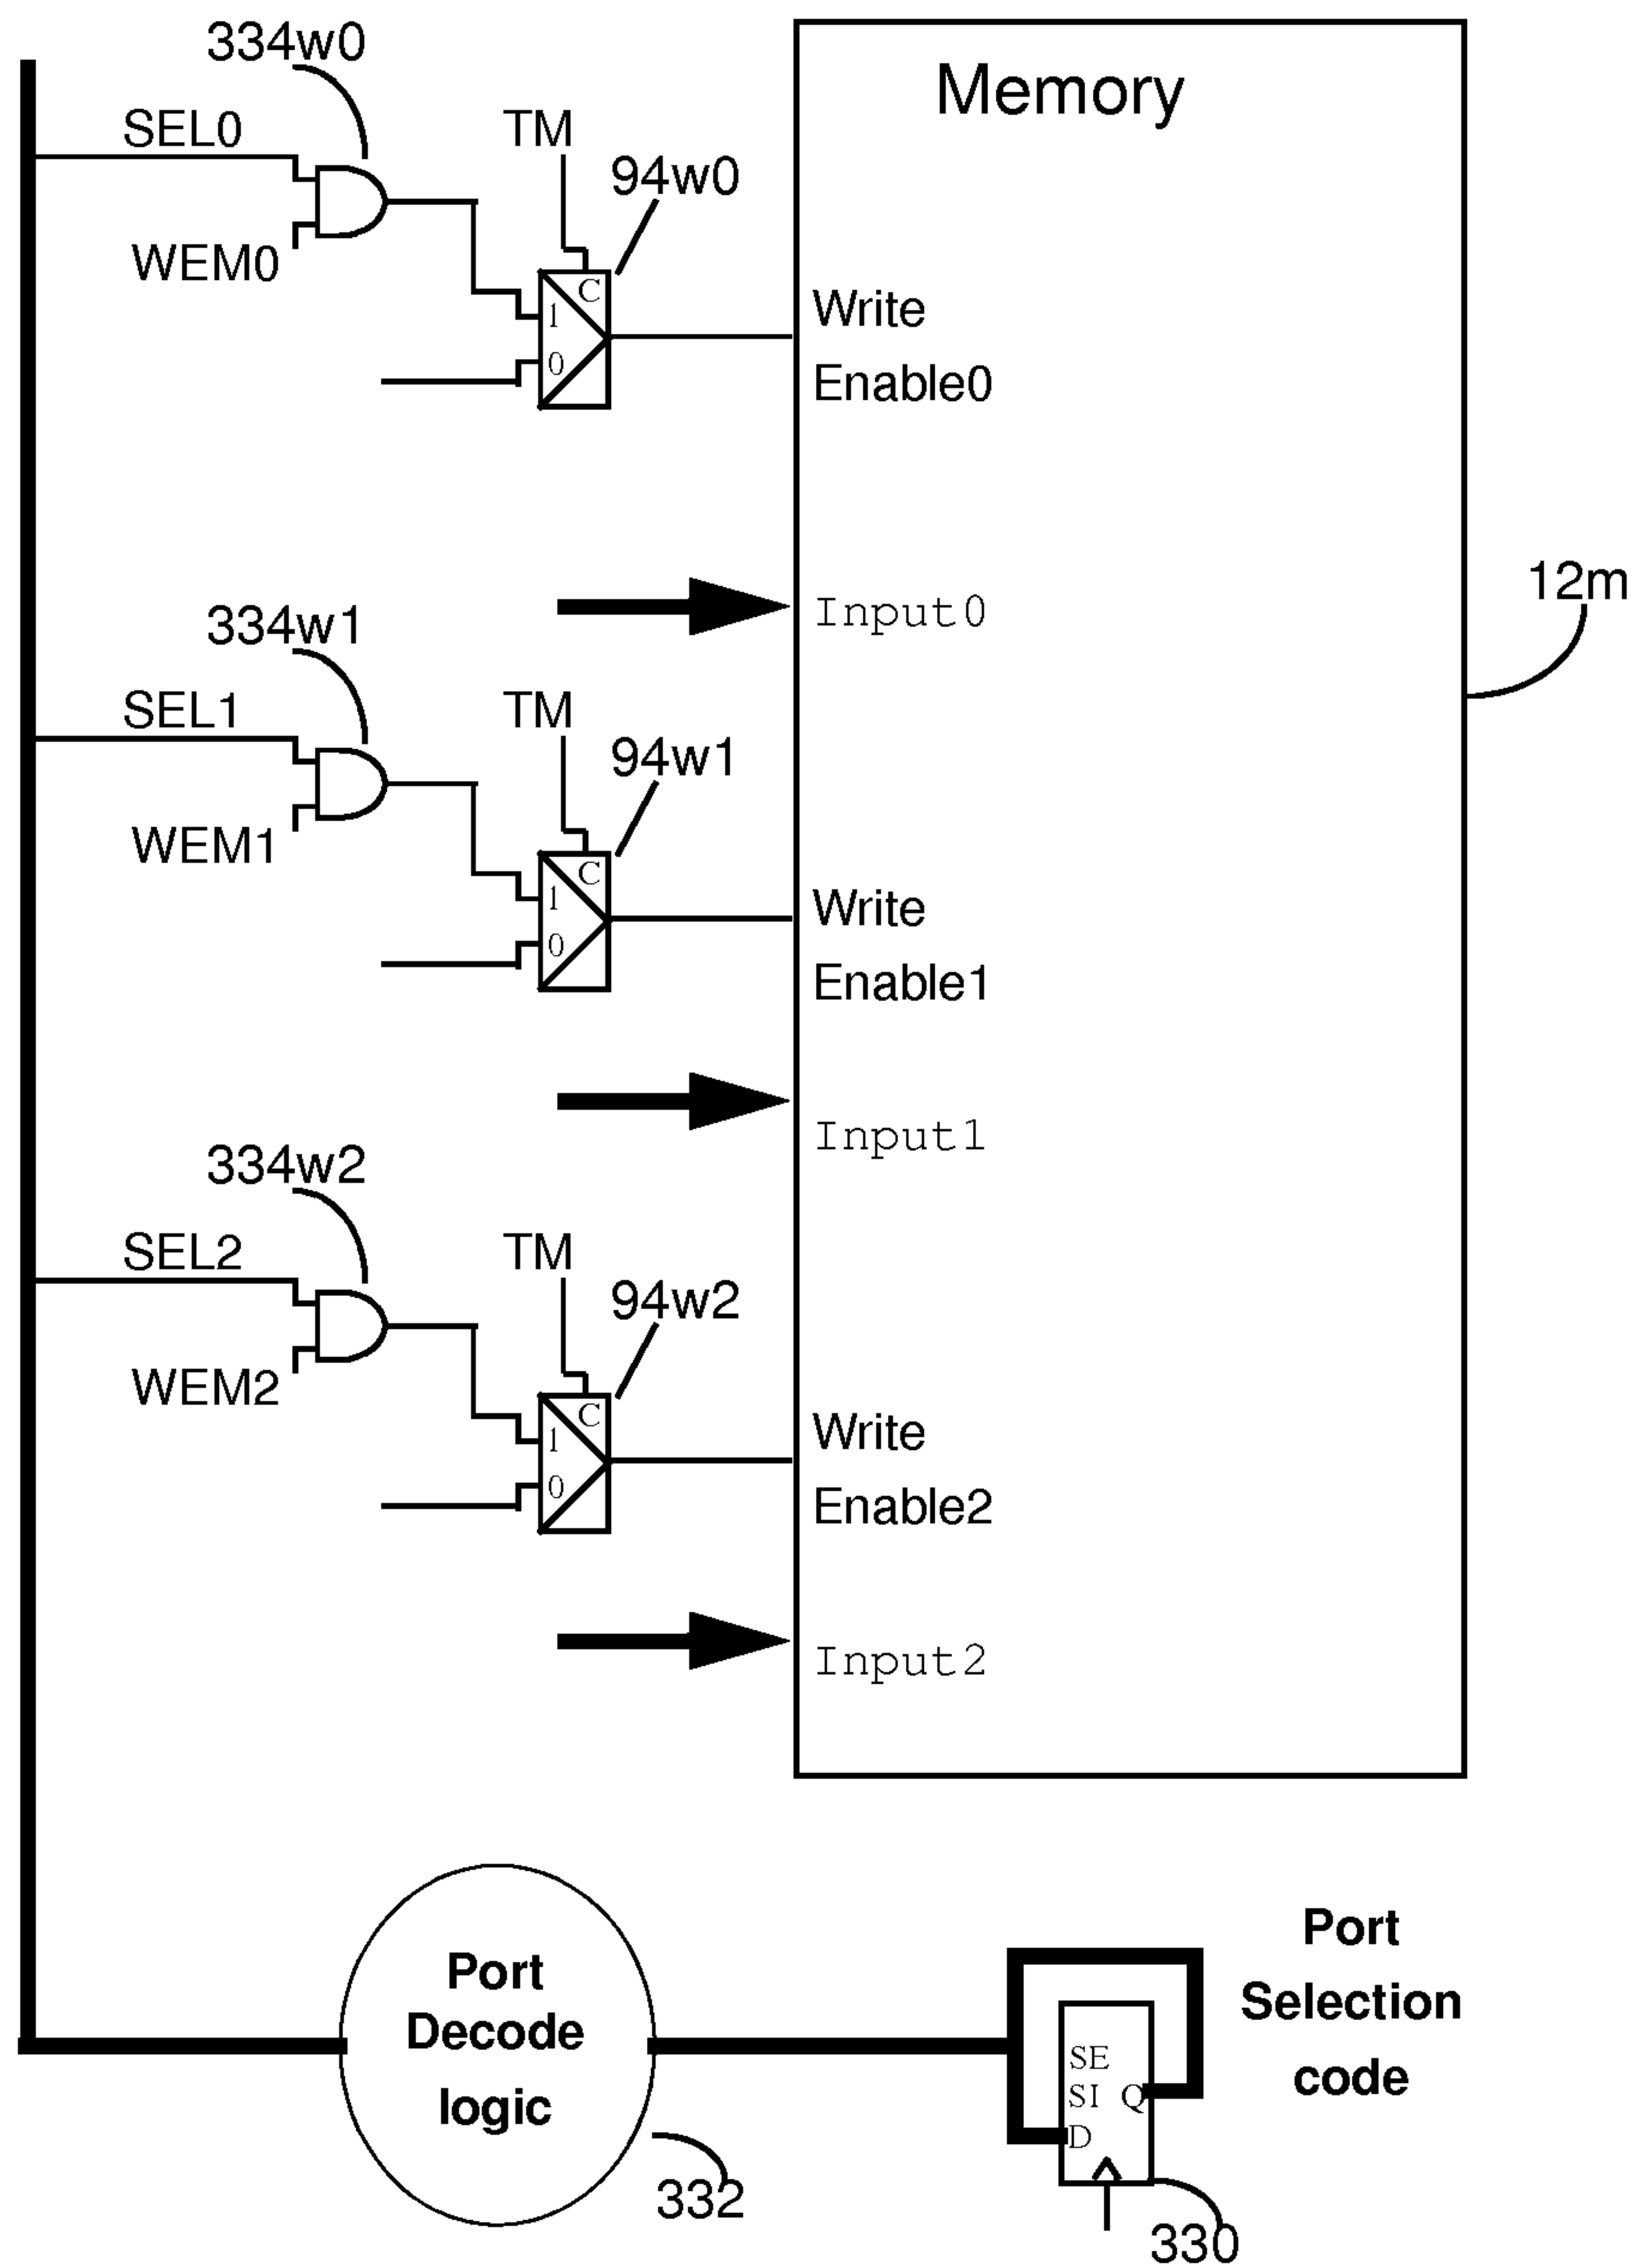 334w0
Memory
SEL0
TM
94w0
WEM0
C
1
0
Write
Enable0
Input0
12m
334w1
SEL1
TM
94w1
WEM1
C
1
0
Write
Enable1
Input1
334w2
SEL2
TM
94w2
WEM2
C
1
0
Write
Enable2
Input2
Port
Decode
logic
332
SE
SI Q
D
330
Port
Selection
code